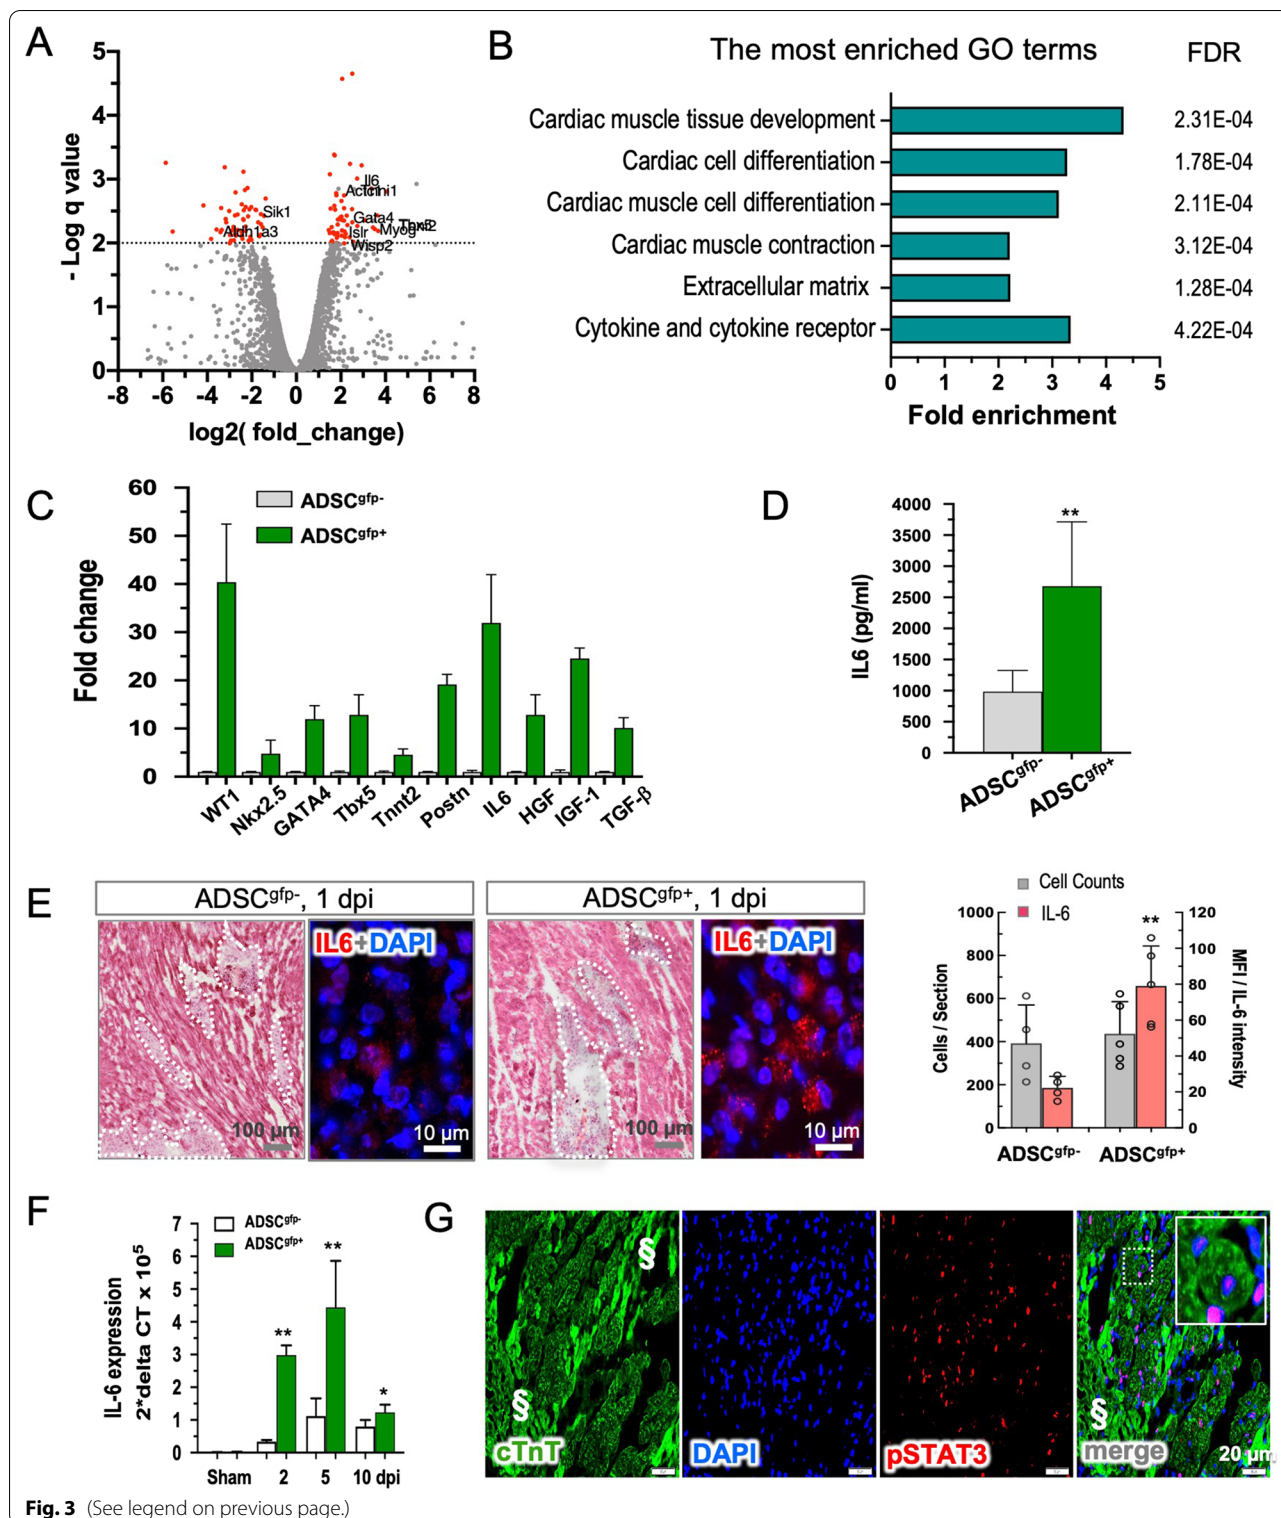 A
5
4
3
2
1
0
- Log q value
-8 -6 -4 -2 0 2 4 6 8
log2( fold_change)
Il6
Sik1
Aldh1a3
Gata4
Islr
Myog
Wisp2
B
The most enriched GO terms FDR
Cardiac muscle tissue development 2.31E-04
Cardiac cell differentiation 1.78E-04
Cardiac muscle cell differentiation 2.11E-04
Cardiac muscle contraction 3.12E-04
Extracellular matrix 1.28E-04
Cytokine and cytokine receptor 4.22E-04
0 1 2 3 4 5
Fold enrichment
C
60
50
40
30
20
10
0
Fold change
ADSCgfp-
ADSCgfp+
WT1 Nkx2.5 GATA4 Tbx5 Tnnt2 Postn IL6 HGF IGF-1 TGF-β
D
4000
3500
3000
2500
2000
1500
1000
500
0
IL6 (pg/ml)
**
ADSCgfp- ADSCgfp+
E
ADSCgfp-, 1 dpi
100 µm
IL6+DAPI
10 µm
ADSCgfp+, 1 dpi
100 µm
IL6+DAPI
10 µm
Cell Counts
IL-6
1000
800
600
400
200
0
Cells / Section
**
120
100
80
60
40
20
0
MFI / IL-6 intensity
ADSCgfp- ADSCgfp+
F
7
6
5
4
3
2
1
0
IL-6 expression
2*delta CT x 10⁵
ADSCgfp-
ADSCgfp+
**
**
*
Sham 2 5 10 dpi
G
§
§
cTnT
DAPI
pSTAT3
§
merge
20 µm
Fig. 3 (See legend on previous page.)